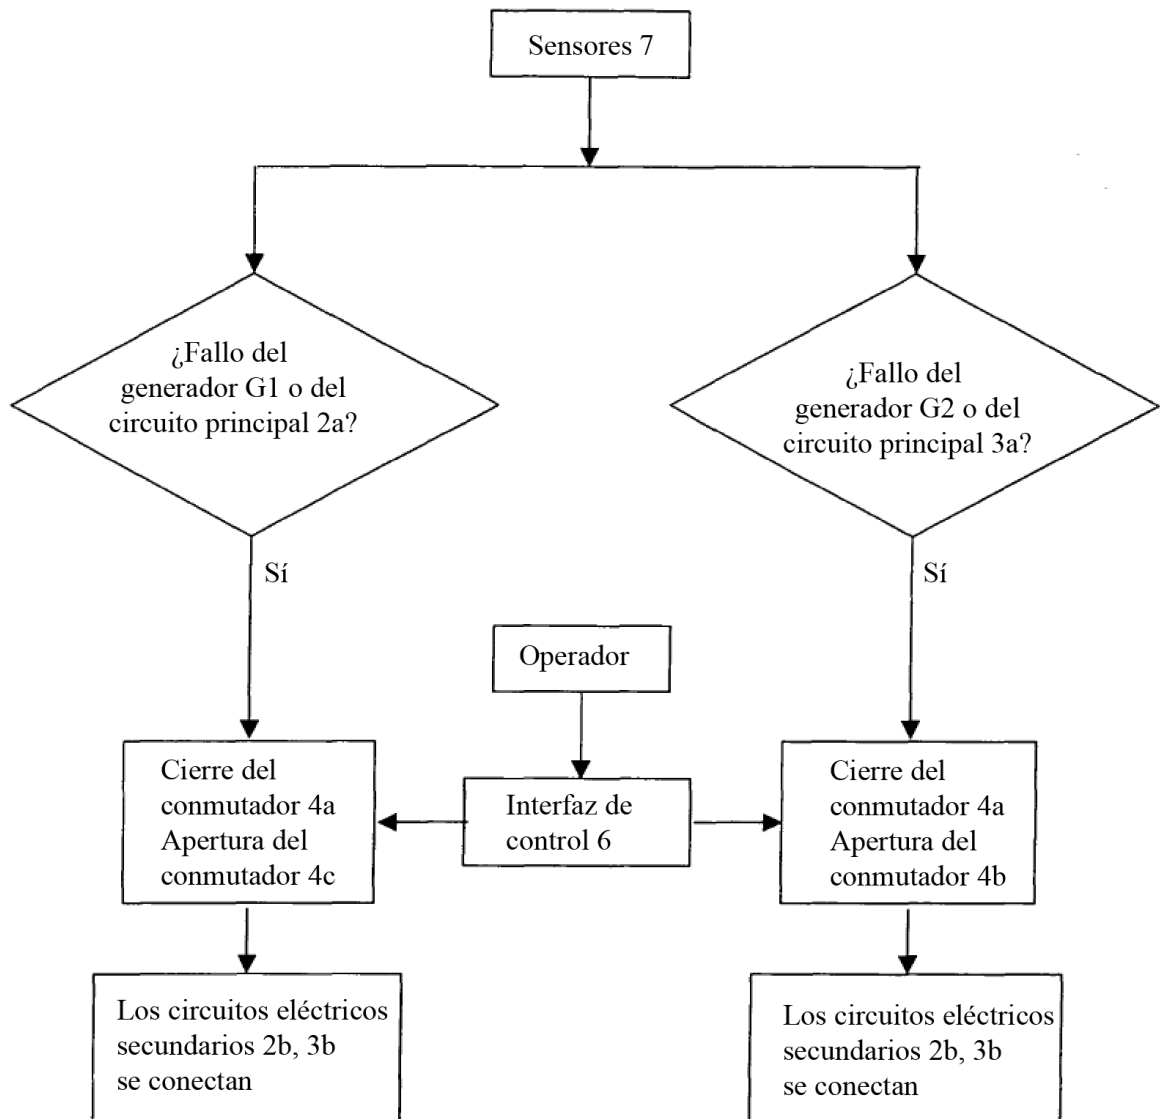 Sensores 7
¿Fallo del
generador G1 o del
circuito principal 2a?
¿Fallo del
generador G2 o del
circuito principal 3a?
Sí
Sí
Operador
Cierre del
conmutador 4a
Apertura del
conmutador 4c
Interfaz de
control 6
Cierre del
conmutador 4a
Apertura del
conmutador 4b
Los circuitos eléctricos
secundarios 2b, 3b
se conectan
Los circuitos eléctricos
secundarios 2b, 3b
se conectan